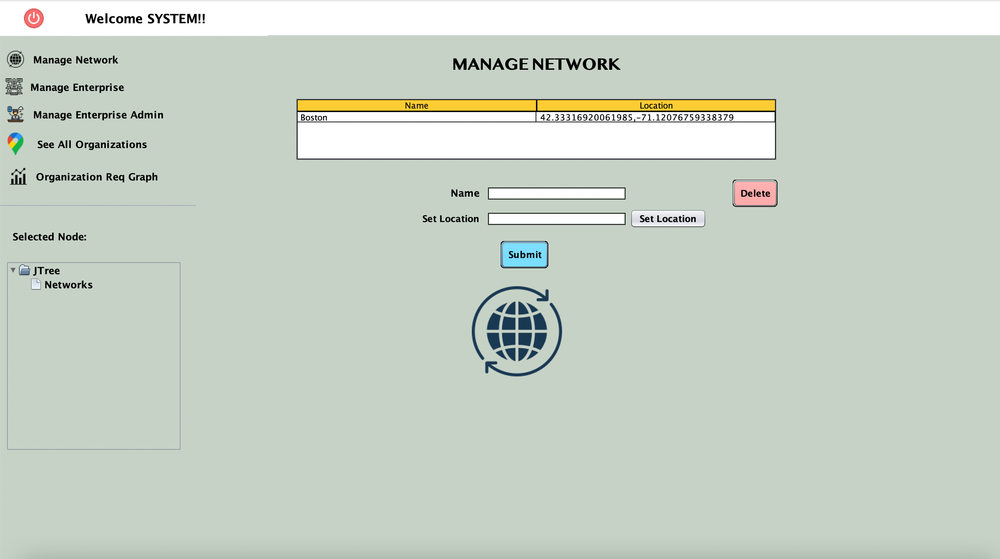 Welcome SYSTEM!!
Manage Network
Manage Enterprise
Manage Enterprise Admin
See All Organizations
Organization Req Graph
Selected Node:
JTree
Networks
MANAGE NETWORK
Name Location
Boston 42.33316920061985,-71.12076759338379
Name
Delete
Set Location Set Location
Submit